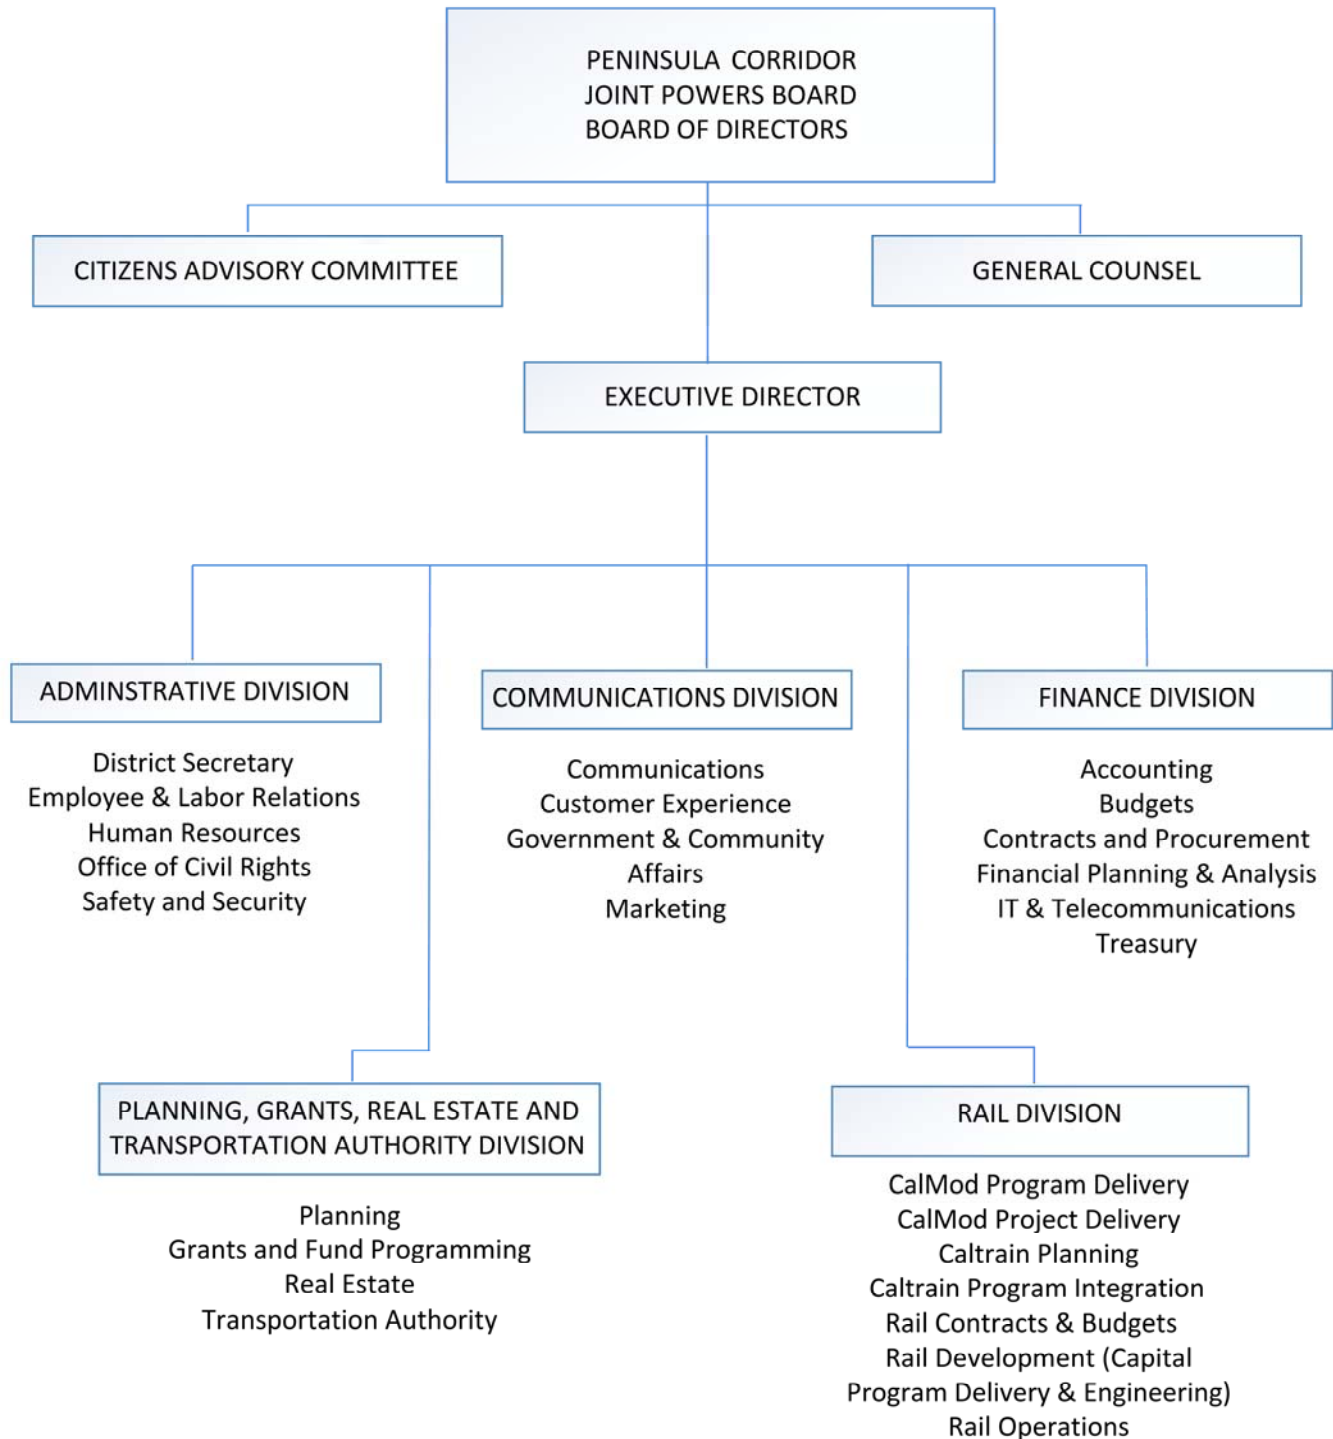 PENINSULA CORRIDOR
JOINT POWERS BOARD
BOARD OF DIRECTORS
CITIZENS ADVISORY COMMITTEE
GENERAL COUNSEL
EXECUTIVE DIRECTOR
ADMINSTRATIVE DIVISION
District Secretary
Employee & Labor Relations
Human Resources
Office of Civil Rights
Safety and Security
COMMUNICATIONS DIVISION
Communications
Customer Experience
Government & Community
Affairs
Marketing
FINANCE DIVISION
Accounting
Budgets
Contracts and Procurement
Financial Planning & Analysis
IT & Telecommunications
Treasury
PLANNING, GRANTS, REAL ESTATE AND
TRANSPORTATION AUTHORITY DIVISION
Planning
Grants and Fund Programming
Real Estate
Transportation Authority
RAIL DIVISION
CalMod Program Delivery
CalMod Project Delivery
Caltrain Planning
Caltrain Program Integration
Rail Contracts & Budgets
Rail Development (Capital
Program Delivery & Engineering)
Rail Operations